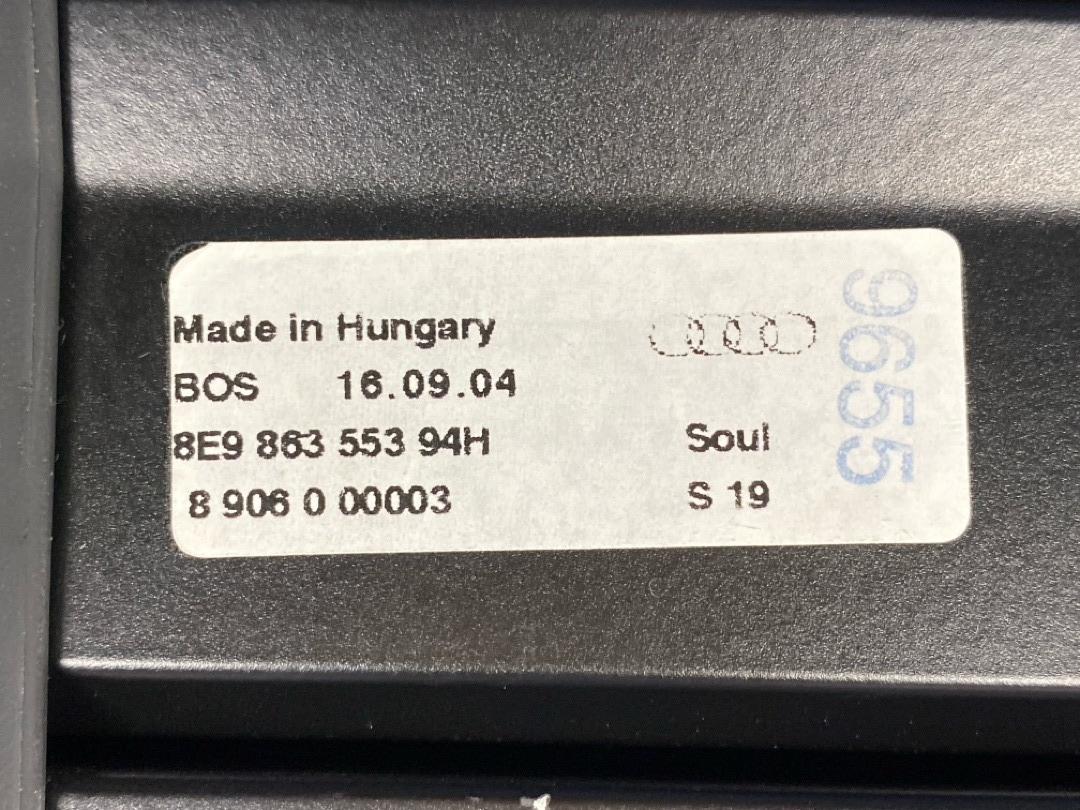 Made in Hungary
BOS 16.09.04
8E9 863 553 94H Soul
8 906 0 00003 S 19
9655